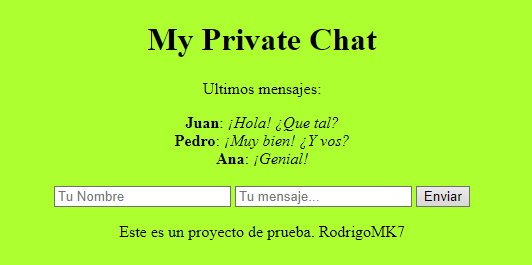 My Private Chat
Ultimos mensajes:
Juan: ¡Hola! ¿Que tal?
Pedro: ¡Muy bien! ¿Y vos?
Ana: ¡Genial!
Tu Nombre Tu mensaje... Enviar
Este es un proyecto de prueba. RodrigoMK7